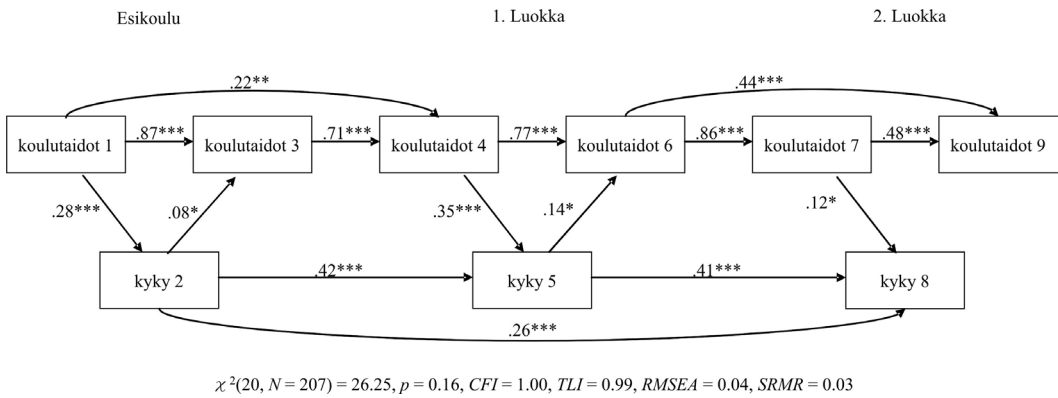 Esikoulu 1. Luokka 2. Luokka
.22** .44***
koulutaidot 1 .87*** koulutaidot 3 .71*** koulutaidot 4 .77*** koulutaidot 6 .86*** koulutaidot 7 .48*** koulutaidot 9
.28*** .08* .35*** .14* .12*
kyky 2 .42*** kyky 5 .41*** kyky 8
.26***
χ²(20, N = 207) = 26.25, p = 0.16, CFI = 1.00, TLI = 0.99, RMSEA = 0.04, SRMR = 0.03